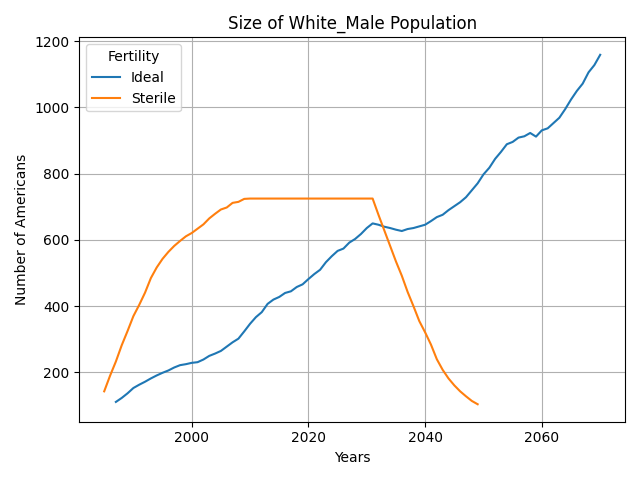 Size of White_Male Population
Number of Americans
1200
1000
800
600
400
200
Fertility
Ideal
Sterile
2000 2020 2040 2060
Years